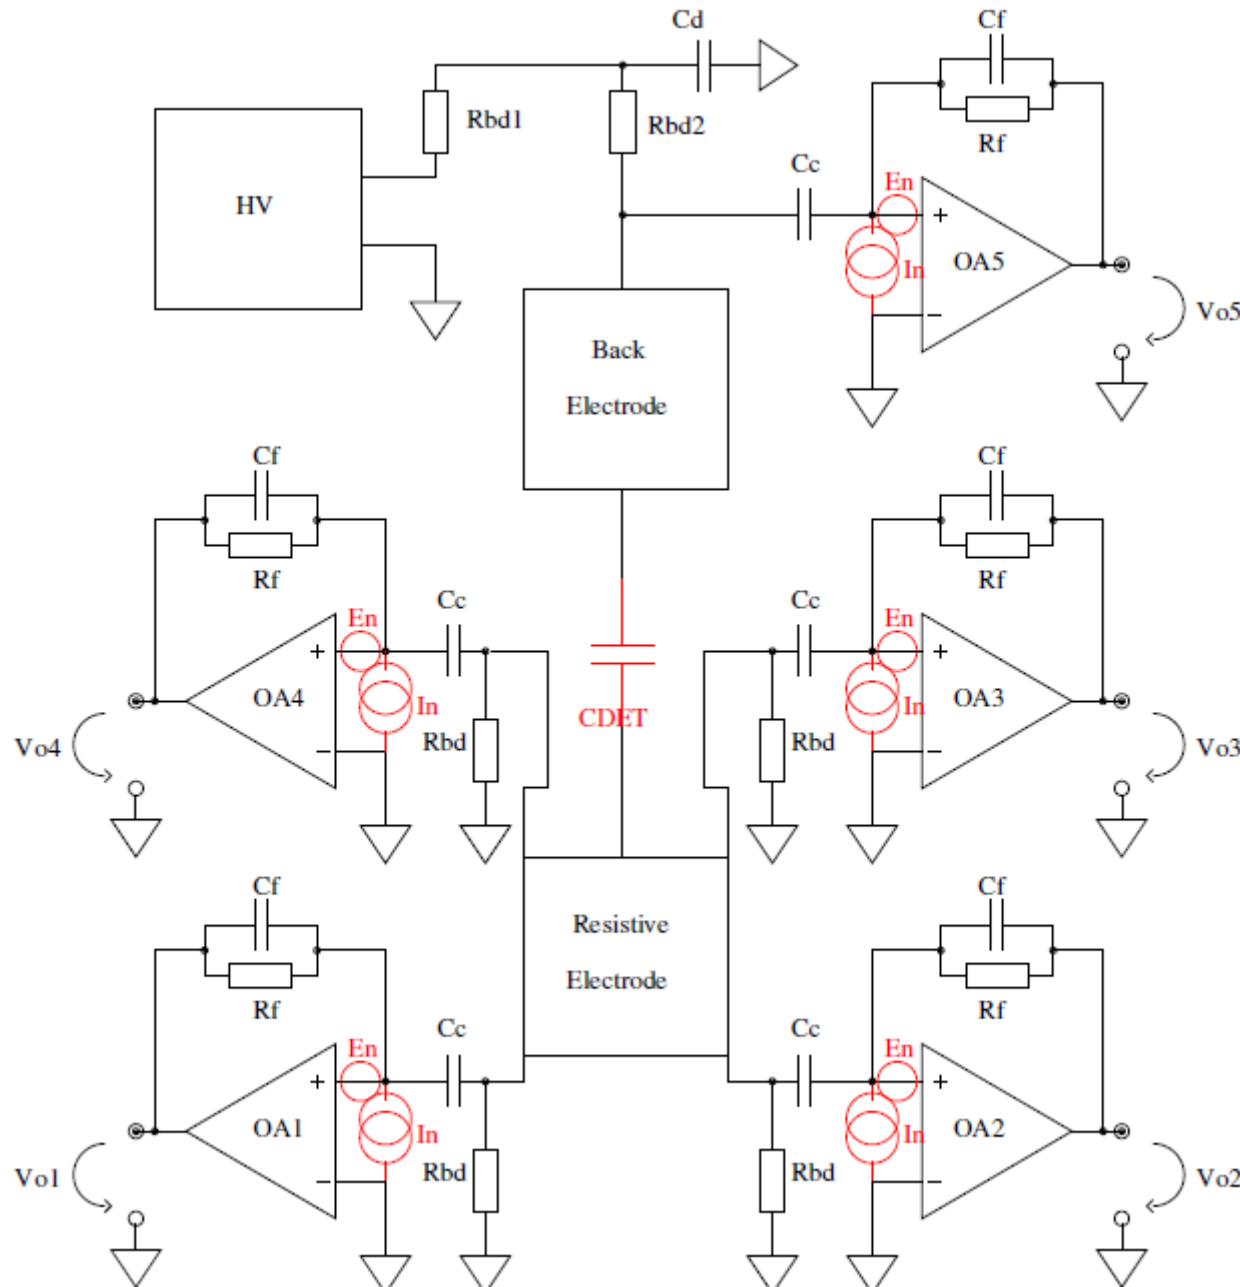 Cd
Cf
Rbd1
Rbd2
Rf
HV
Cc
En
+
OA5
In
−
Vo5
Back
Electrode
Cf
Cf
Rf
Rf
Cc
Cc
En
En
+
+
OA4
OA3
In
In
CDET
Rbd
Rbd
−
−
Vo4
Vo3
Cf
Cf
Resistive
Electrode
Rf
Rf
Cc
Cc
En
En
+
+
OA1
OA2
In
In
Rbd
Rbd
−
−
Vo1
Vo2